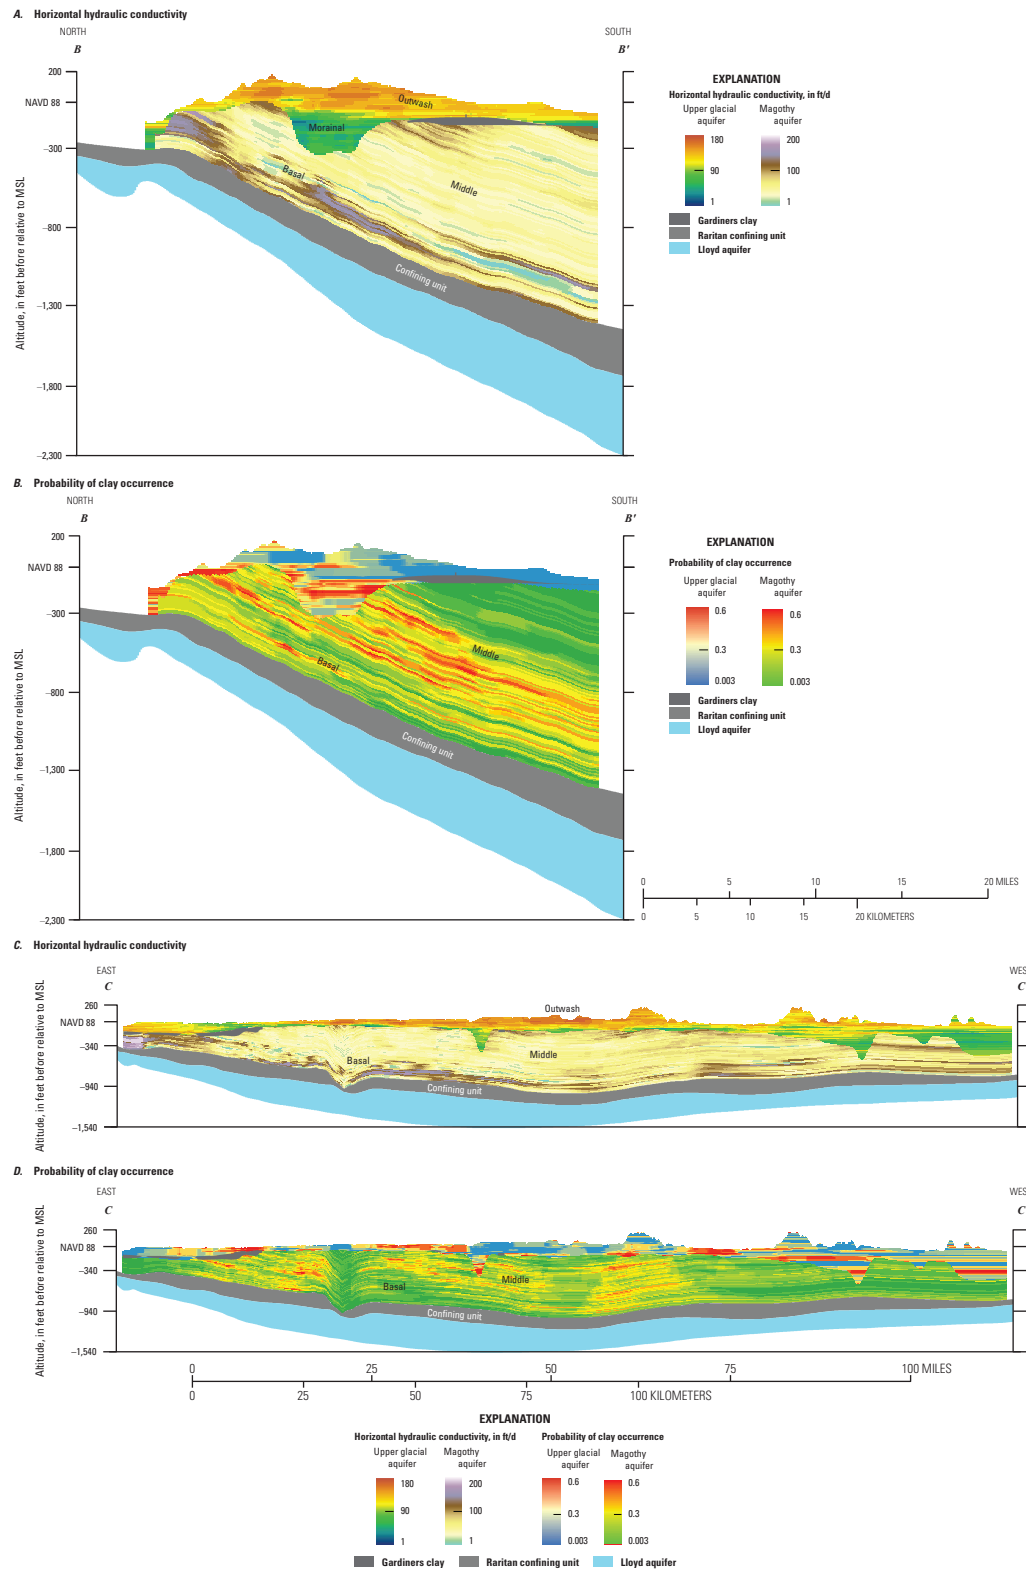 A. Horizontal hydraulic conductivity
NORTH
SOUTH
B
B′
200
NAVD 88
−300
−800
−1,300
−1,800
−2,300
Altitude, in feet before relative to MSL
Outwash
Morainal
Basal
Middle
Confining unit
EXPLANATION
Horizontal hydraulic conductivity, in ft/d
Upper glacial aquifer
Magothy aquifer
180
90
1
200
100
1
Gardiners clay
Raritan confining unit
Lloyd aquifer
B. Probability of clay occurrence
NORTH
SOUTH
B
B′
200
NAVD 88
−300
−800
−1,300
−1,800
−2,300
Altitude, in feet before relative to MSL
Basal
Middle
Confining unit
EXPLANATION
Probability of clay occurrence
Upper glacial aquifer
Magothy aquifer
0.6
0.3
0.003
0.6
0.3
0.003
Gardiners clay
Raritan confining unit
Lloyd aquifer
0 5 10 15 20 MILES
0 5 10 15 20 KILOMETERS
C. Horizontal hydraulic conductivity
EAST
WES
C
C
260
NAVD 88
−340
−940
−1,540
Altitude, in feet before relative to MSL
Outwash
Basal
Middle
Confining unit
D. Probability of clay occurrence
EAST
WES
C
C
260
NAVD 88
−340
−940
−1,540
Altitude, in feet before relative to MSL
Basal
Middle
Confining unit
0 25 50 75 100 MILES
0 25 50 75 100 KILOMETERS
EXPLANATION
Horizontal hydraulic conductivity, in ft/d
Probability of clay occurrence
Upper glacial aquifer
Magothy aquifer
Upper glacial aquifer
Magothy aquifer
180
90
1
200
100
1
0.6
0.3
0.003
0.6
0.3
0.003
Gardiners clay
Raritan confining unit
Lloyd aquifer